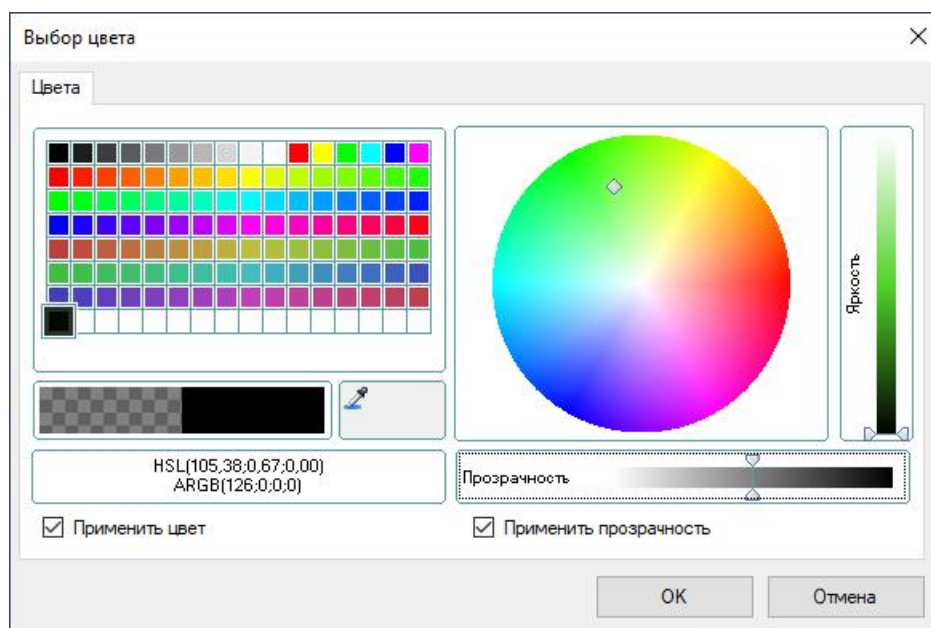 Выбор цвета
Цвета
Яркость
HSL(105,38;0,67;0,00)
ARGB(126;0;0;0)
Прозрачность
Применить цвет
Применить прозрачность
OK
Отмена